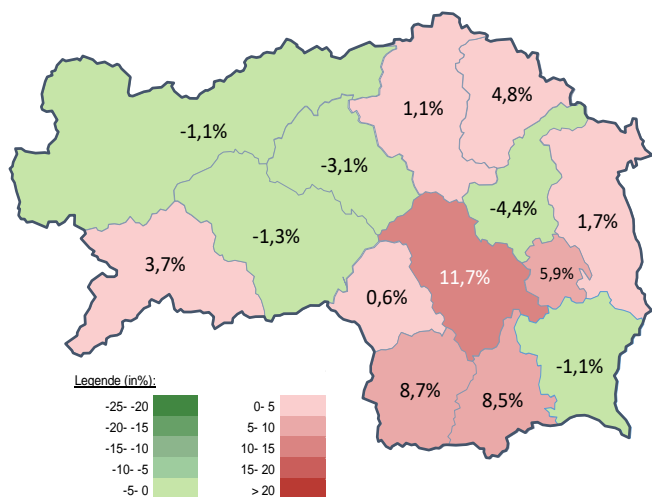 4,8%
1,1%
-1,1%
-3,1%
-4,4%
1,7%
-1,3%
3,7%
5,9%
11,7%
0,6%
-1,1%
8,7%
8,5%
Legende (in%):
-25- -20 0- 5
-20- -15 5- 10
-15- -10 10- 15
-10- -5 15- 20
-5- 0 > 20